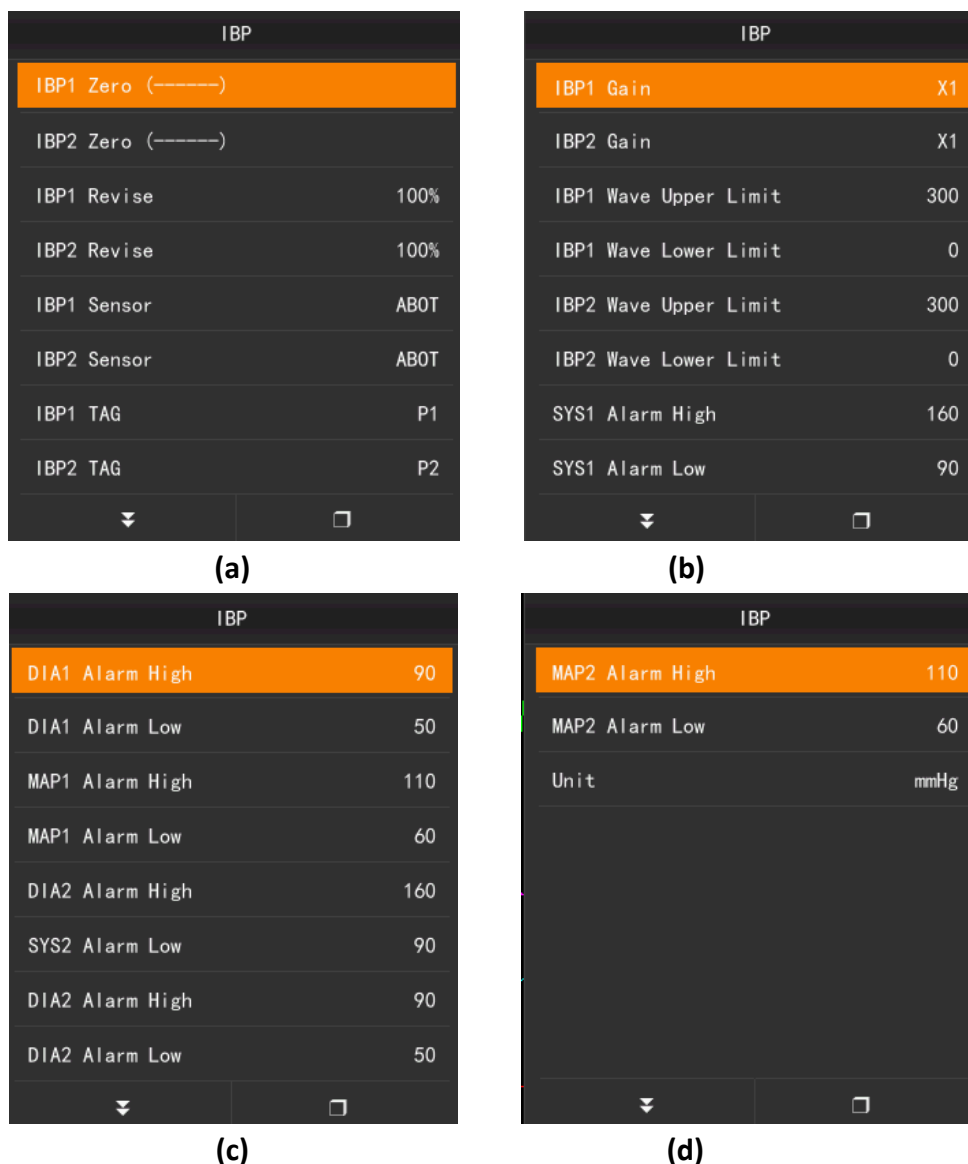 IBP
IBP1 Zero (------)
IBP2 Zero (------)
IBP1 Revise 100%
IBP2 Revise 100%
IBP1 Sensor ABOT
IBP2 Sensor ABOT
IBP1 TAG P1
IBP2 TAG P2
(a)
IBP
IBP1 Gain X1
IBP2 Gain X1
IBP1 Wave Upper Limit 300
IBP1 Wave Lower Limit 0
IBP2 Wave Upper Limit 300
IBP2 Wave Lower Limit 0
SYS1 Alarm High 160
SYS1 Alarm Low 90
(b)
IBP
DIA1 Alarm High 90
DIA1 Alarm Low 50
MAP1 Alarm High 110
MAP1 Alarm Low 60
DIA2 Alarm High 160
SYS2 Alarm Low 90
DIA2 Alarm High 90
DIA2 Alarm Low 50
(c)
IBP
MAP2 Alarm High 110
MAP2 Alarm Low 60
Unit mmHg
(d)